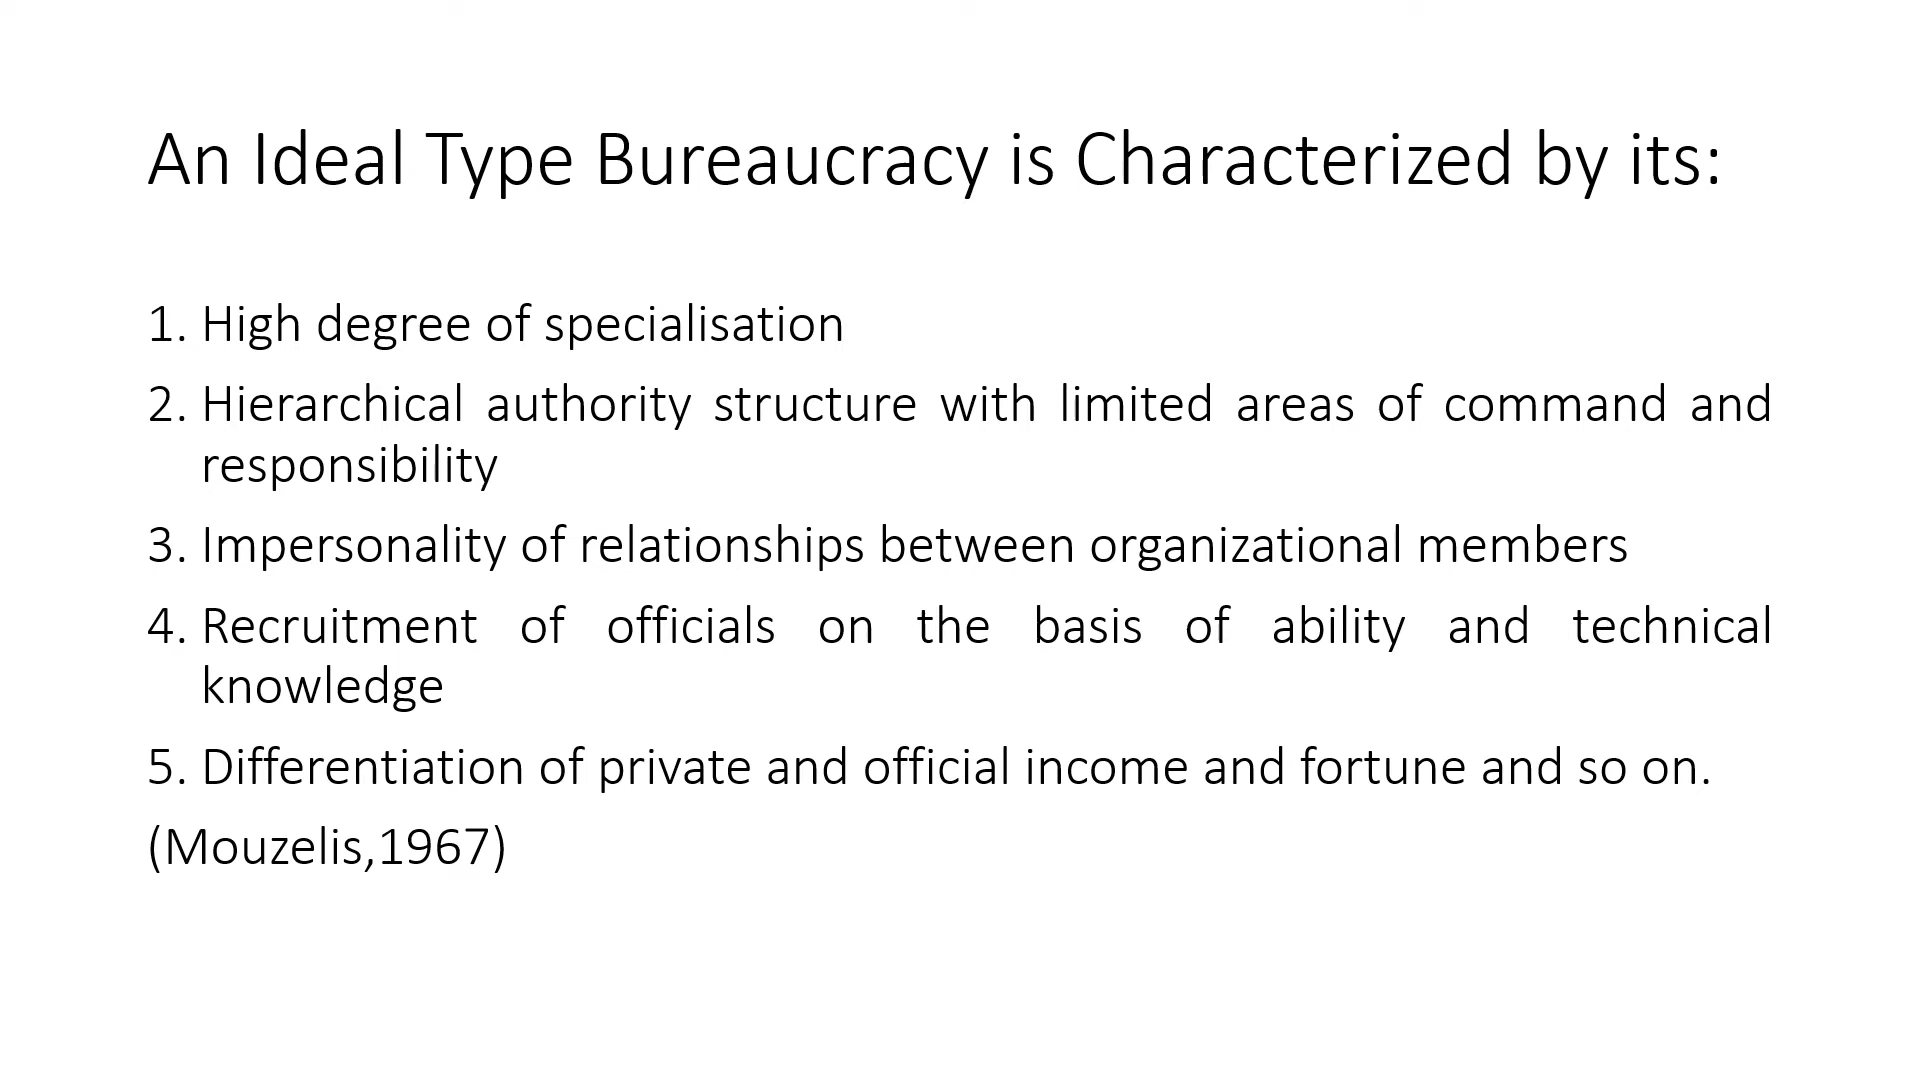 An Ideal Type Bureaucracy is Characterized by its:
1. High degree of specialisation
2. Hierarchical authority structure with limited areas of command and
responsibility
3. Impersonality of relationships between organizational members
4. Recruitment of officials on the basis of ability and technical
knowledge
5. Differentiation of private and official income and fortune and so on.
(Mouzelis,1967)